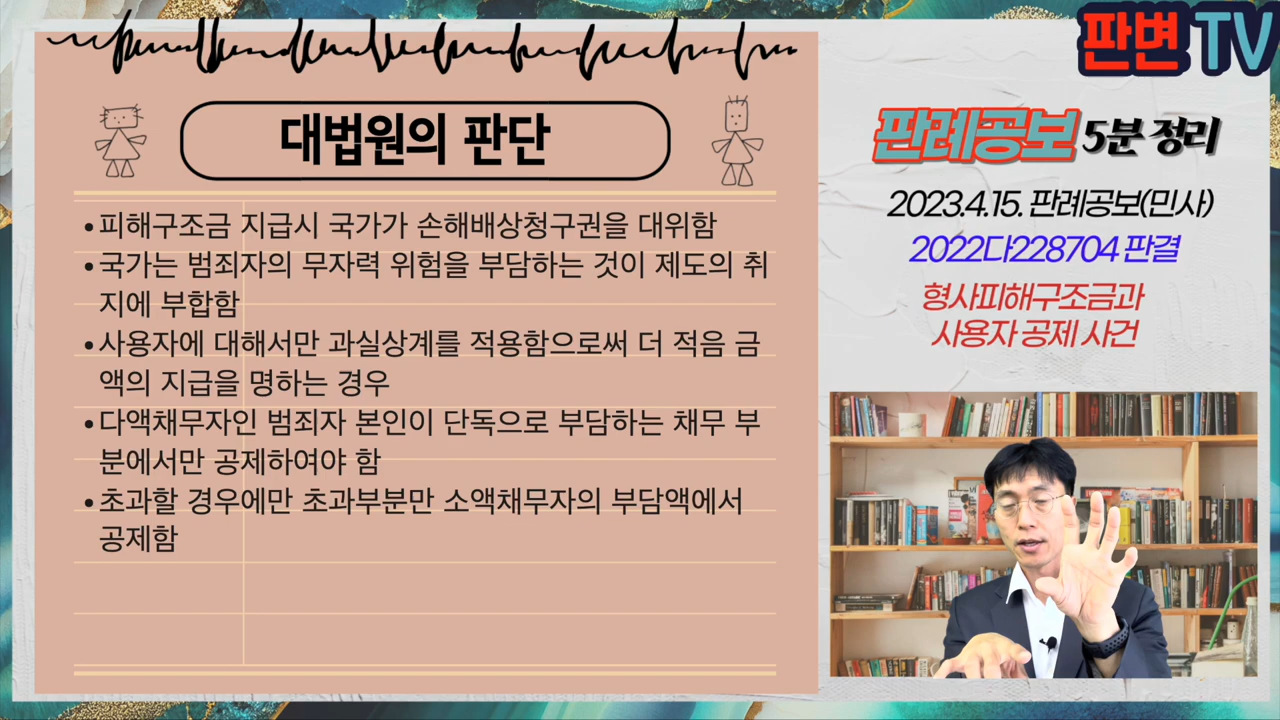 판변 TV
대법원의 판단
•피해구조금 지급시 국가가 손해배상청구권을 대위함
•국가는 범죄자의 무자력 위험을 부담하는 것이 제도의 취
지에 부합함
•사용자에 대해서만 과실상계를 적용함으로써 더 적음 금
액의 지급을 명하는 경우
•다액채무자인 범죄자 본인이 단독으로 부담하는 채무 부
분에서만 공제하여야 함
•초과할 경우에만 초과부분만 소액채무자의 부담액에서
공제함
판례공보 5분 정리
2023.4.15. 판례공보(민사)
2022다228704 판결
형사피해구조금과
사용자 공제 사건